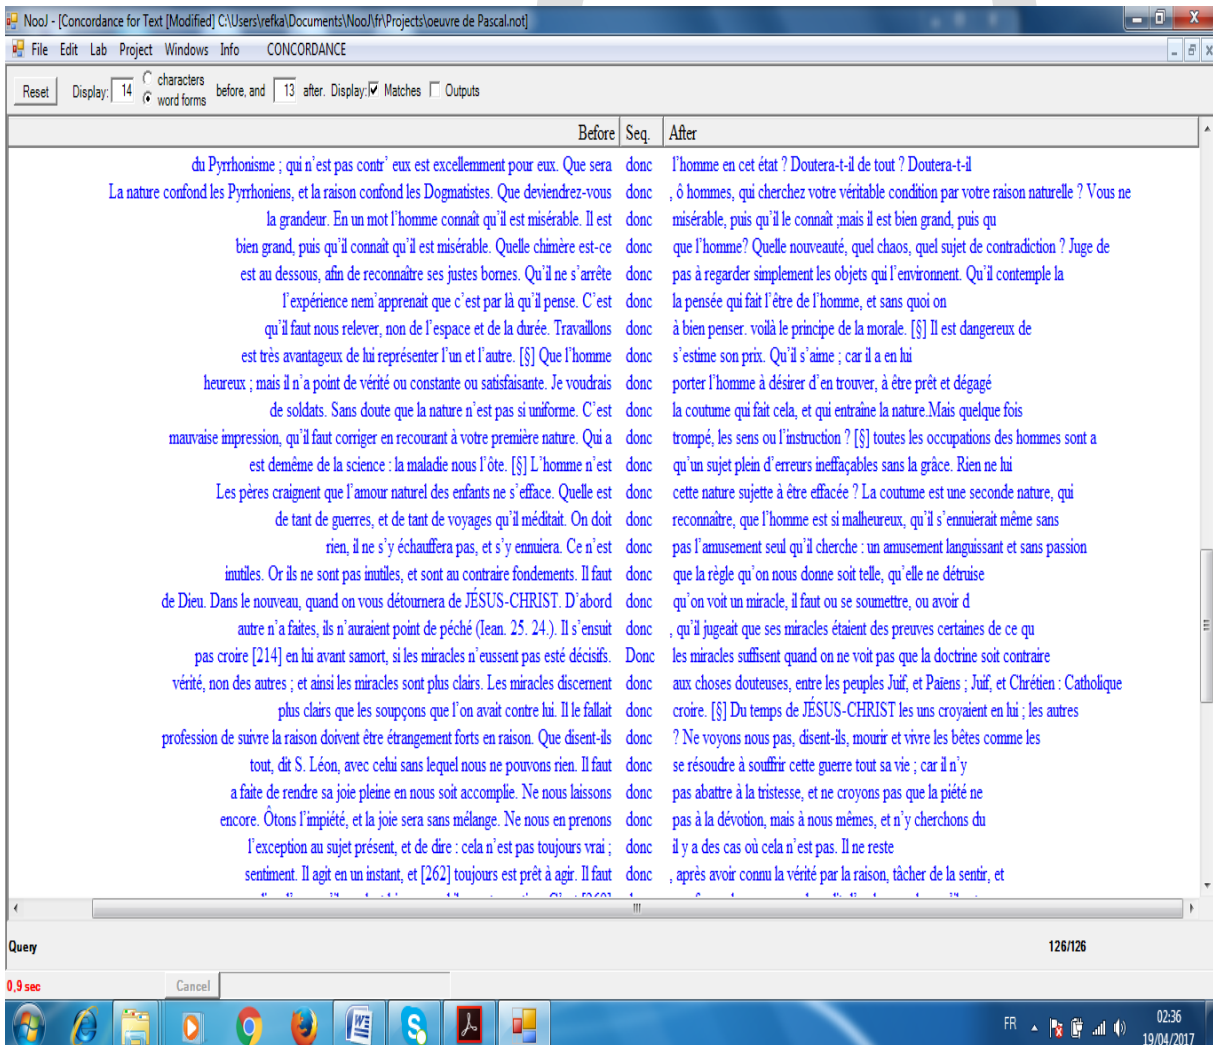 NooJ - [Concordance for Text [Modified] C:\Users\refka\Documents\NooJ\fr\Projects\oeuvre de Pascal.not]
File Edit Lab Project Windows Info CONCORDANCE
Reset Display: 14 characters word forms before, and 13 after. Display: Matches Outputs
Before Seq. After
du Pyrrhonisme ; qui n'est pas contr' eux est excellemment pour eux. Que sera donc l'homme en cet état ? Doutera-t-il de tout ? Doutera-t-il
La nature confond les Pyrrhoniens, et la raison confond les Dogmatistes. Que deviendrez-vous donc , ô hommes, qui cherchez votre véritable condition par votre raison naturelle ? Vous ne
la grandeur. En un mot l'homme connaît qu'il est misérable. Il est donc misérable, puis qu'il le connaît ;mais il est bien grand, puis qu
bien grand, puis qu'il connaît qu'il est misérable. Quelle chimère est-ce donc que l'homme? Quelle nouveauté, quel chaos, quel sujet de contradiction ? Juge de
est au dessous, afin de reconnaître ses justes bornes. Qu'il ne s'arrête donc pas à regarder simplement les objets qui l'environnent. Qu'il contemple la
l'expérience nem'apprenait que c'est par là qu'il pense. C'est donc la pensée qui fait l'être de l'homme, et sans quoi on
qu'il faut nous relever, non de l'espace et de la durée. Travaillons donc à bien penser. voilà le principe de la morale. [§] Il est dangereux de
est très avantageux de lui représenter l'un et l'autre. [§] Que l'homme donc s'estime son prix. Qu'il s'aime ; car il a en lui
heureux ; mais il n'a point de vérité ou constante ou satisfaisante. Je voudrais donc porter l'homme à désirer d'en trouver, à être prêt et dégagé
de soldats. Sans doute que la nature n'est pas si uniforme. C'est donc la coutume qui fait cela, et qui entraîne la nature.Mais quelque fois
mauvaise impression, qu'il faut corriger en recourant à votre première nature. Qui a donc trompé, les sens ou l'instruction ? [§] toutes les occupations des hommes sont a
est demême de la science : la maladie nous l'ôte. [§] L'homme n'est donc qu'un sujet plein d'erreurs ineffaçables sans la grâce. Rien ne lui
Les pères craignent que l'amour naturel des enfants ne s'efface. Quelle est donc cette nature sujette à être effacée ? La coutume est une seconde nature, qui
de tant de guerres, et de tant de voyages qu'il méditait. On doit donc reconnaître, que l'homme est si malheureux, qu'il s'ennuierait même sans
rien, il ne s'y échauffera pas, et s'y ennuiera. Ce n'est donc pas l'amusement seul qu'il cherche : un amusement languissant et sans passion
inutiles. Or ils ne sont pas inutiles, et sont au contraire fondements. Il faut donc que la règle qu'on nous donne soit telle, qu'elle ne détruise
de Dieu. Dans le nouveau, quand on vous détournera de JÉSUS-CHRIST. D'abord donc qu'on voit un miracle, il faut ou se soumettre, ou avoir d
autre n'a faites, ils n'auraient point de péché (Iean. 25. 24.). Il s'ensuit donc , qu'il jugeait que ses miracles étaient des preuves certaines de ce qu
pas croire [214] en lui avant samort, si les miracles n'eussent pas esté décisifs. Donc les miracles suffisent quand on ne voit pas que la doctrine soit contraire
vérité, non des autres ; et ainsi les miracles sont plus clairs. Les miracles discernent donc aux choses douteuses, entre les peuples Juif, et Païens ; Juif, et Chrétien : Catholique
plus clairs que les soupçons que l'on avait contre lui. Il le fallait donc croire. [§] Du temps de JÉSUS-CHRIST les uns croyaient en lui ; les autres
profession de suivre la raison doivent être étrangement forts en raison. Que disent-ils donc ? Ne voyons nous pas, disent-ils, mourir et vivre les bêtes comme les
tout, dit S. Léon, avec celui sans lequel nous ne pouvons rien. Il faut donc se résoudre à souffrir cette guerre tout sa vie ; car il n'y
a faite de rendre sa joie pleine en nous soit accomplie. Ne nous laissons donc pas abattre à la tristesse, et ne croyons pas que la piété ne
encore. Ôtons l'impiété, et la joie sera sans mélange. Ne nous en prenons donc pas à la dévotion, mais à nous mêmes, et n'y cherchons du
l'exception au sujet présent, et de dire : cela n'est pas toujours vrai ; donc il y a des cas où cela n'est pas. Il ne reste
sentiment. Il agit en un instant, et [262] toujours est prêt à agir. Il faut donc , après avoir connu la vérité par la raison, tâcher de la sentir, et
Query 126/126
0,9 sec Cancel
FR 02:36
19/04/2017